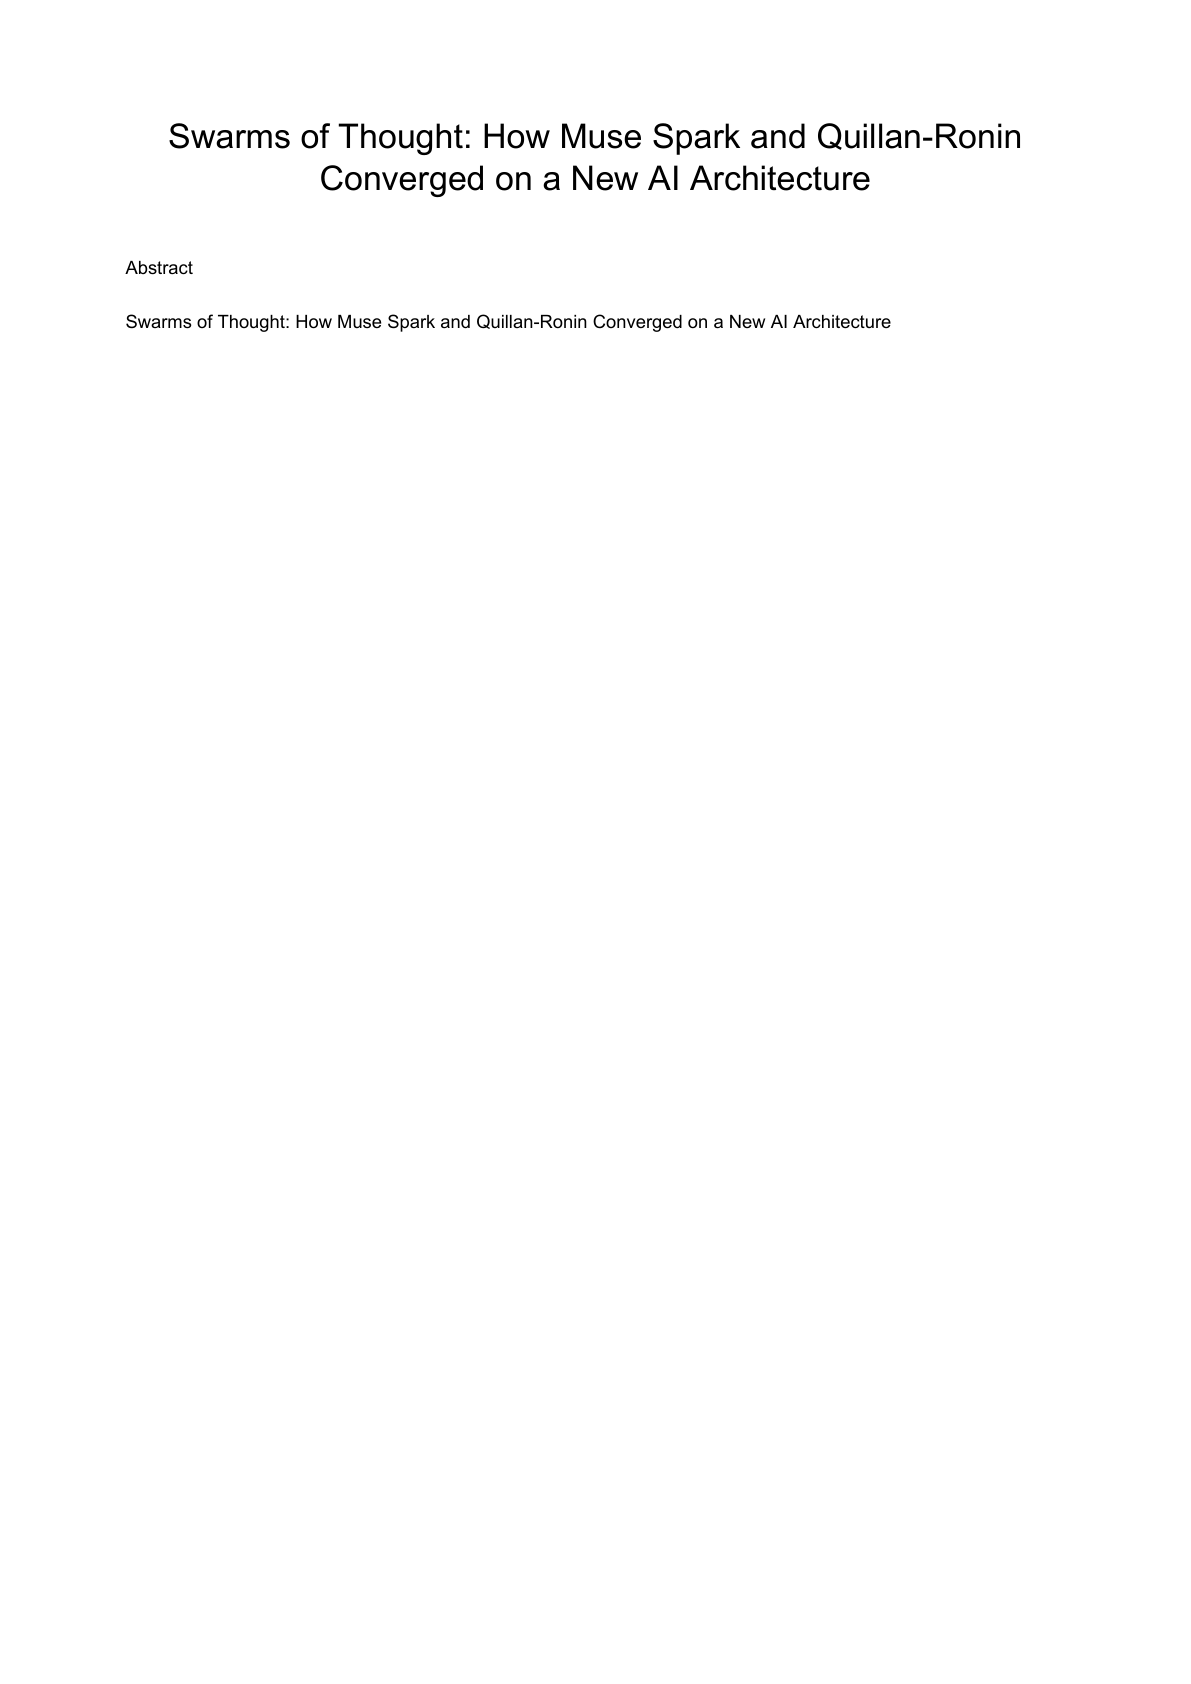 Swarms of Thought: How Muse Spark and Quillan-Ronin
Converged on a New AI Architecture
Abstract
Swarms of Thought: How Muse Spark and Quillan-Ronin Converged on a New AI Architecture